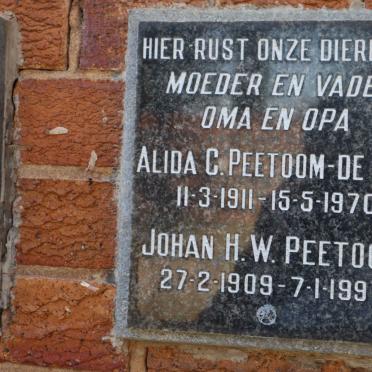 HIER RUST ONZE DIER
MOEDER EN VADE
OMA EN OPA
ALIDA C. PEETOOM-DE
11-3-1911-15-5-1970
JOHAN H.W. PEETOO
27-2-1909-7-1-199